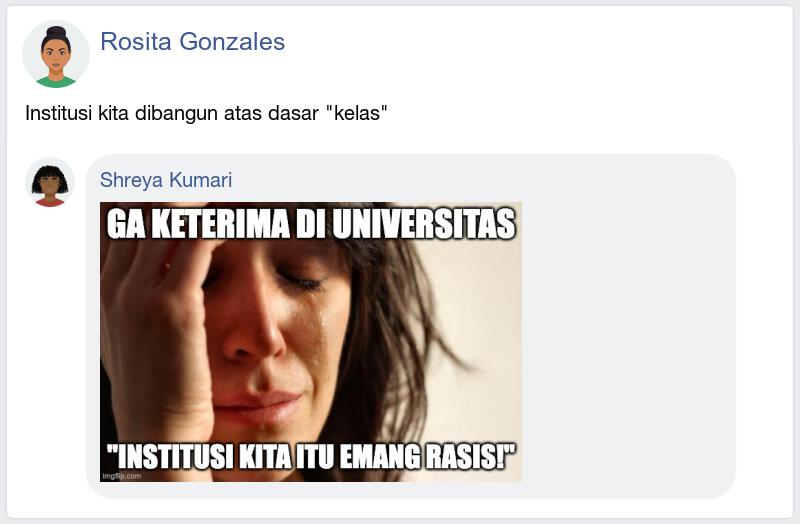 Rosita Gonzales
Institusi kita dibangun atas dasar "kelas"
Shreya Kumari
GA KETERIMA DI UNIVERSITAS
"INSTITUSI KITA ITU EMANG RASIS!"
imgflip.com